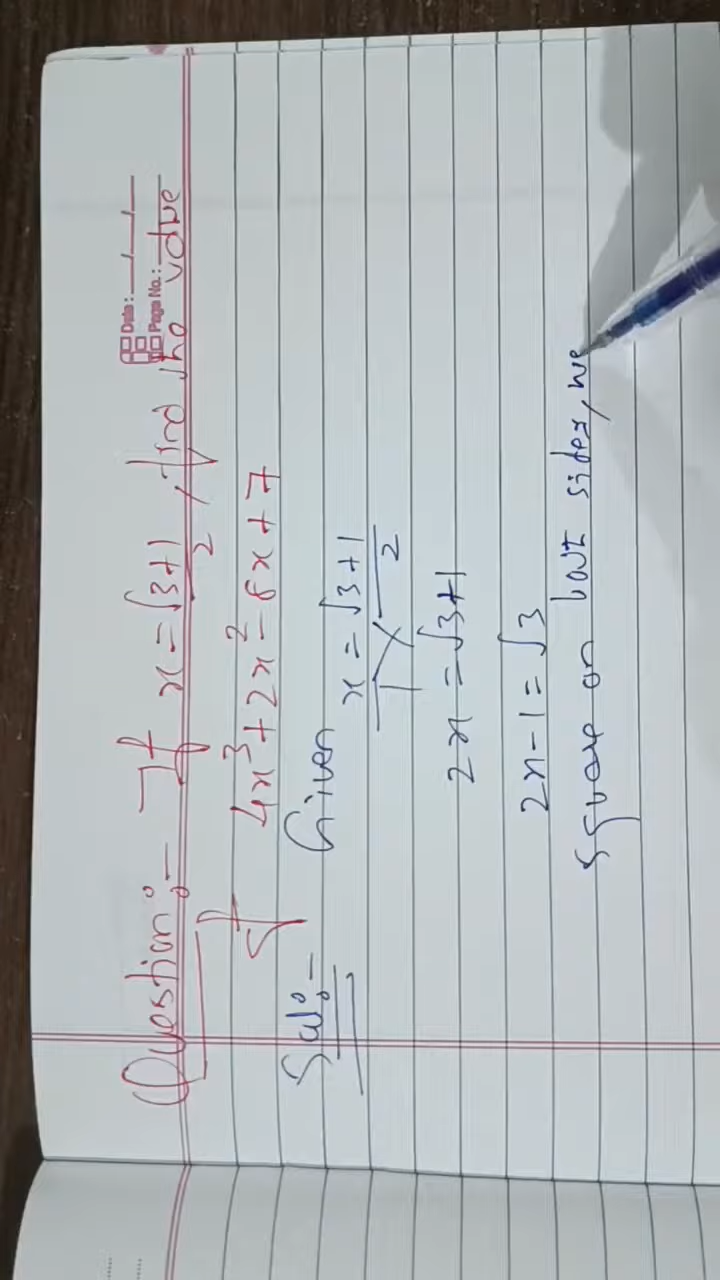 Date :
Page No. :
Question:- If x = √3+1/2, find the value
of 4x³ + 2x² - 8x + 7
Sol:- Given
x = √3+1/2
2x = √3+1
2x-1 = √3
Square on both sides, we